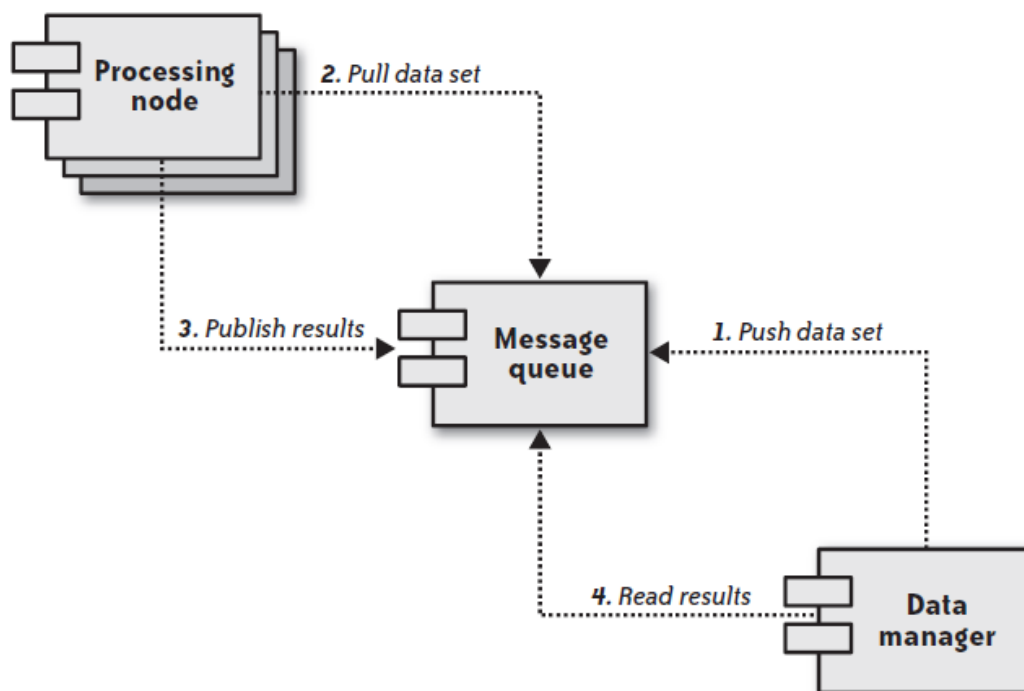 Processing
node
2. Pull data set
3. Publish results
Message
queue
1. Push data set
4. Read results
Data
manager